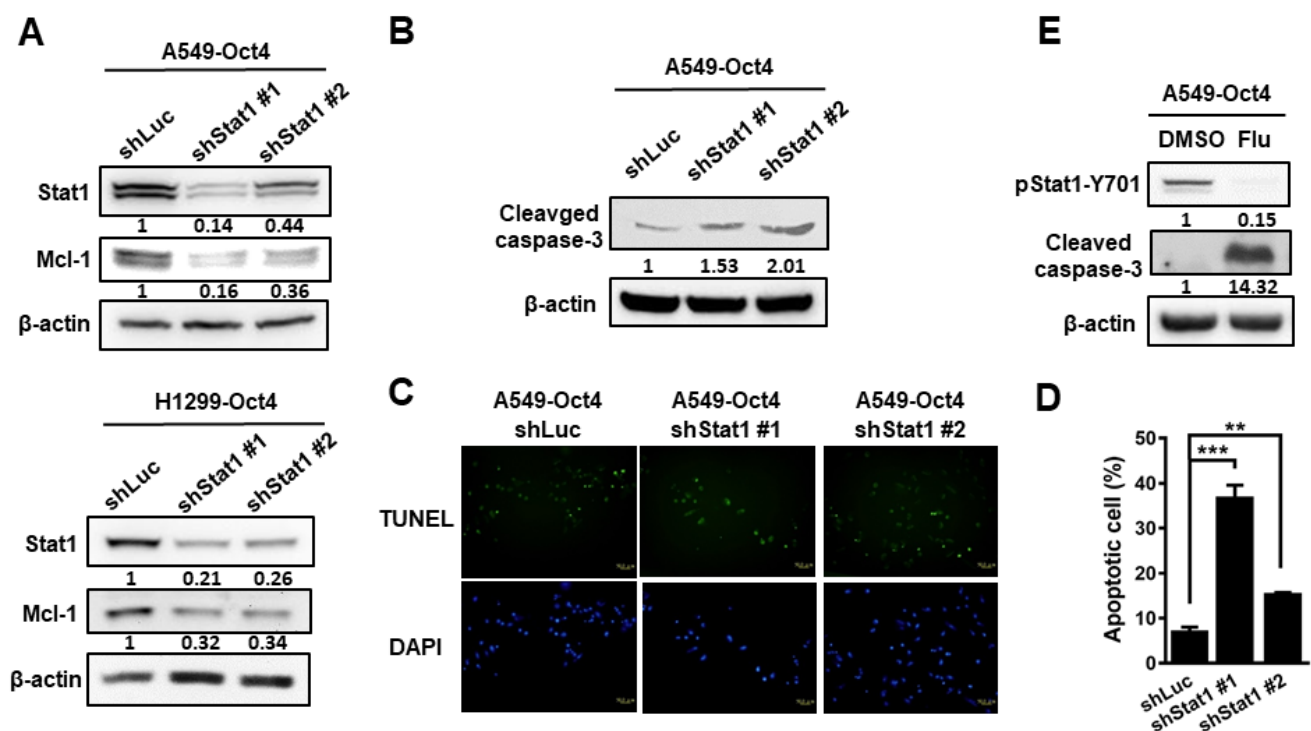 A
A549-Oct4
shLuc
shStat1 #1
shStat1 #2
Stat1
1 0.14 0.44
Mcl-1
1 0.16 0.36
β-actin
H1299-Oct4
shLuc
shStat1 #1
shStat1 #2
Stat1
1 0.21 0.26
Mcl-1
1 0.32 0.34
β-actin
B
A549-Oct4
shLuc
shStat1 #1
shStat1 #2
Cleavged
caspase-3
1 1.53 2.01
β-actin
C
A549-Oct4
shLuc
A549-Oct4
shStat1 #1
A549-Oct4
shStat1 #2
TUNEL
DAPI
E
A549-Oct4
DMSO Flu
pStat1-Y701
1 0.15
Cleaved
caspase-3
1 14.32
β-actin
D
Apoptotic cell (%)
50
40
30
20
10
0
**
***
shLuc
shStat1 #1
shStat1 #2